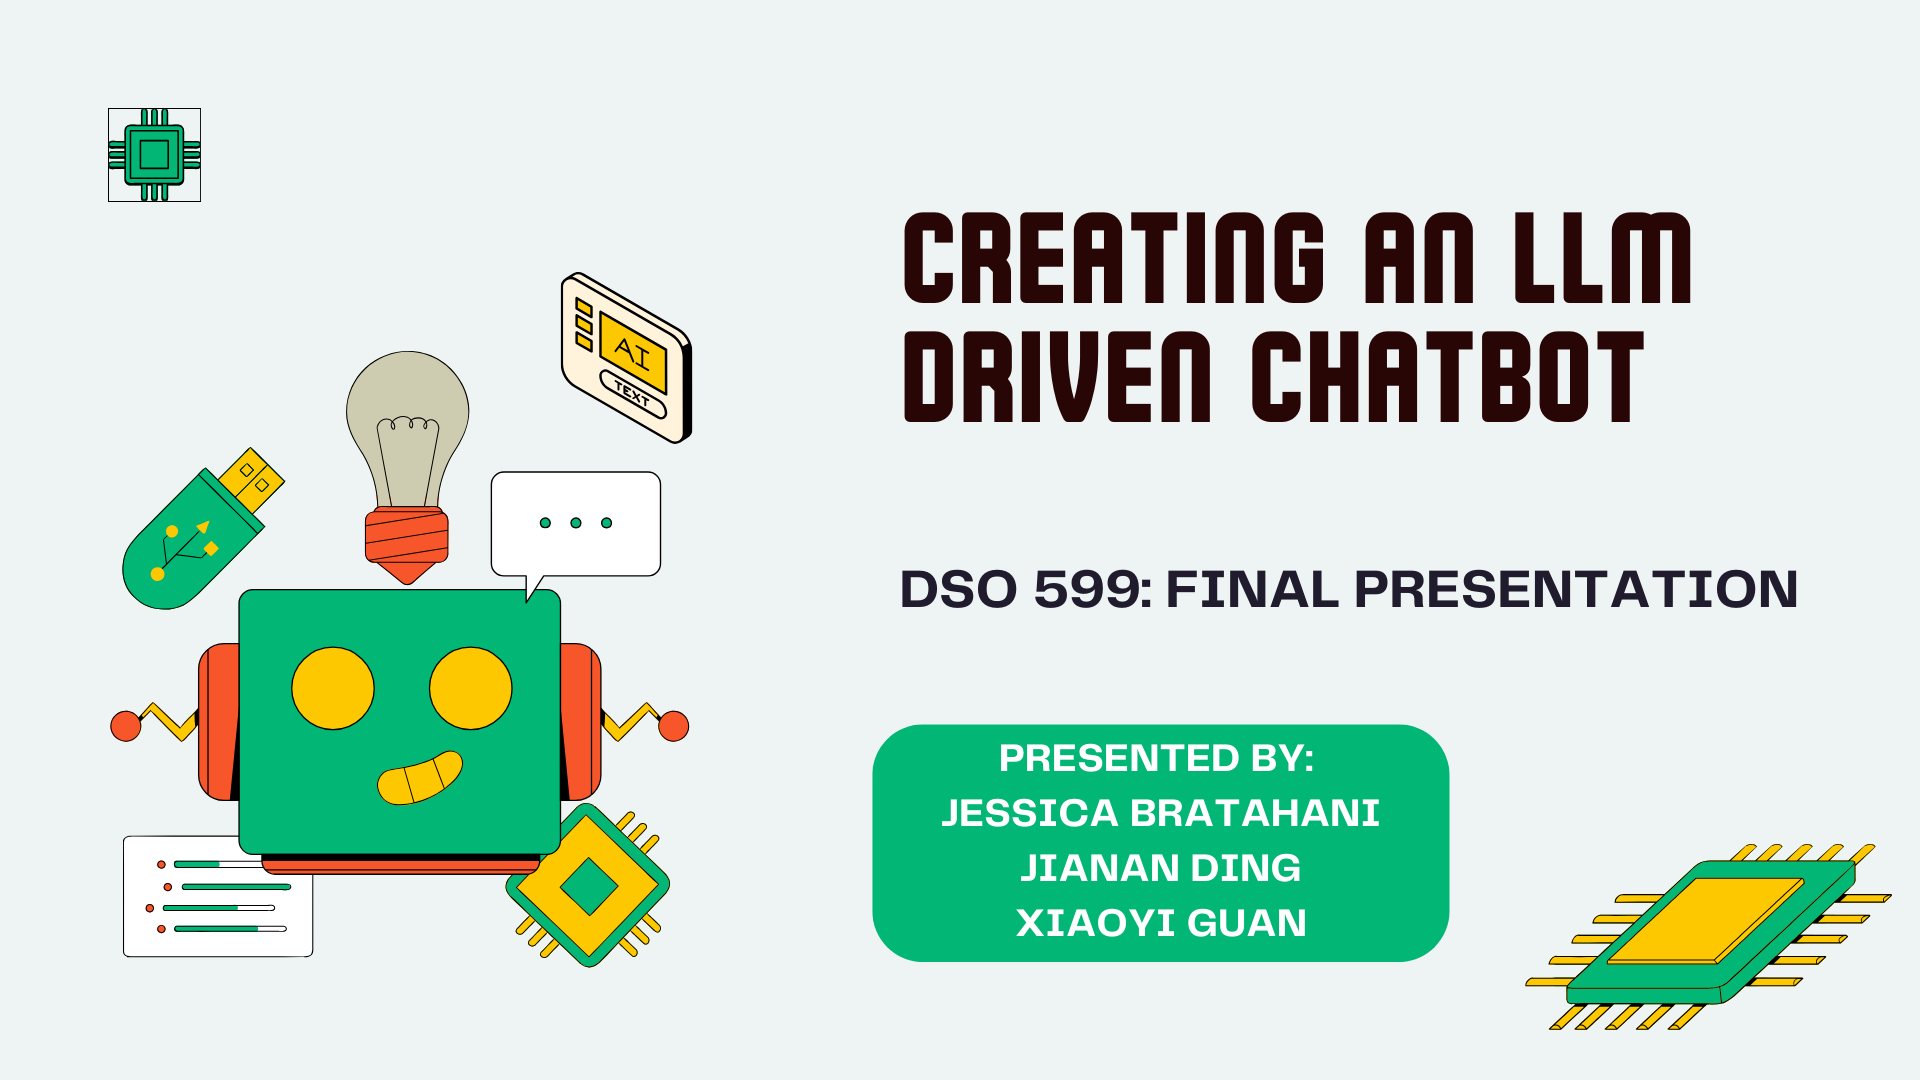 CREATING AN LLM
DRIVEN CHATBOT
DSO 599: FINAL PRESENTATION
PRESENTED BY:
JESSICA BRATAHANI
JIANAN DING
XIAOYI GUAN
AI
TEXT